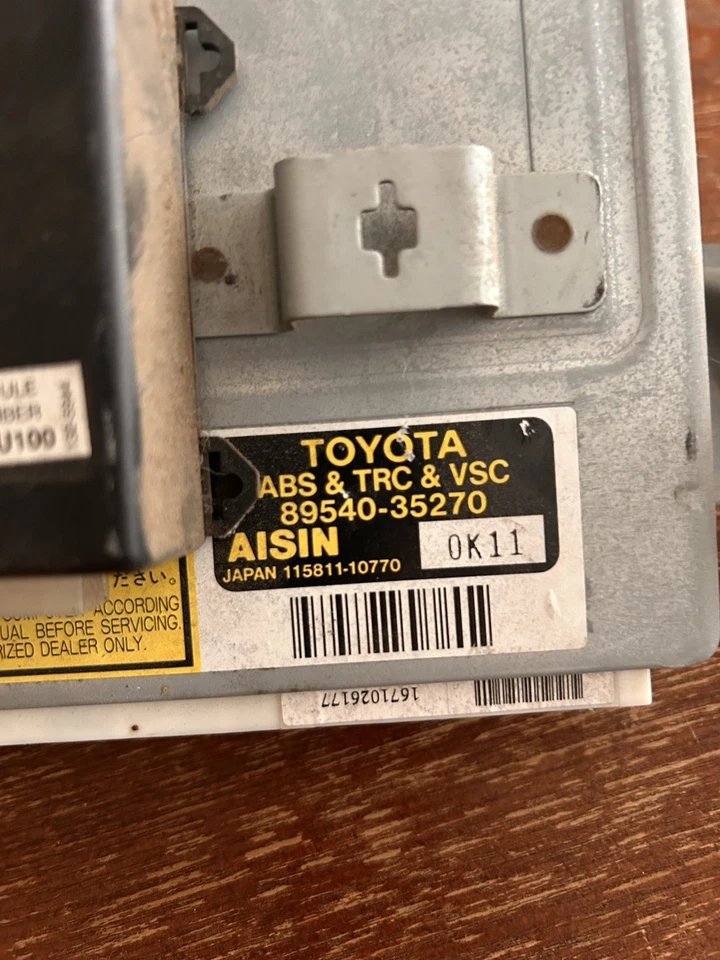 ULE
BER
U100
TOYOTA
ABS & TRC & VSC
89540-35270
AISIN
0K11
JAPAN 115811-10770
ださい。
ACCORDING
UAL BEFORE SERVICING.
RIZED DEALER ONLY.
1671026177